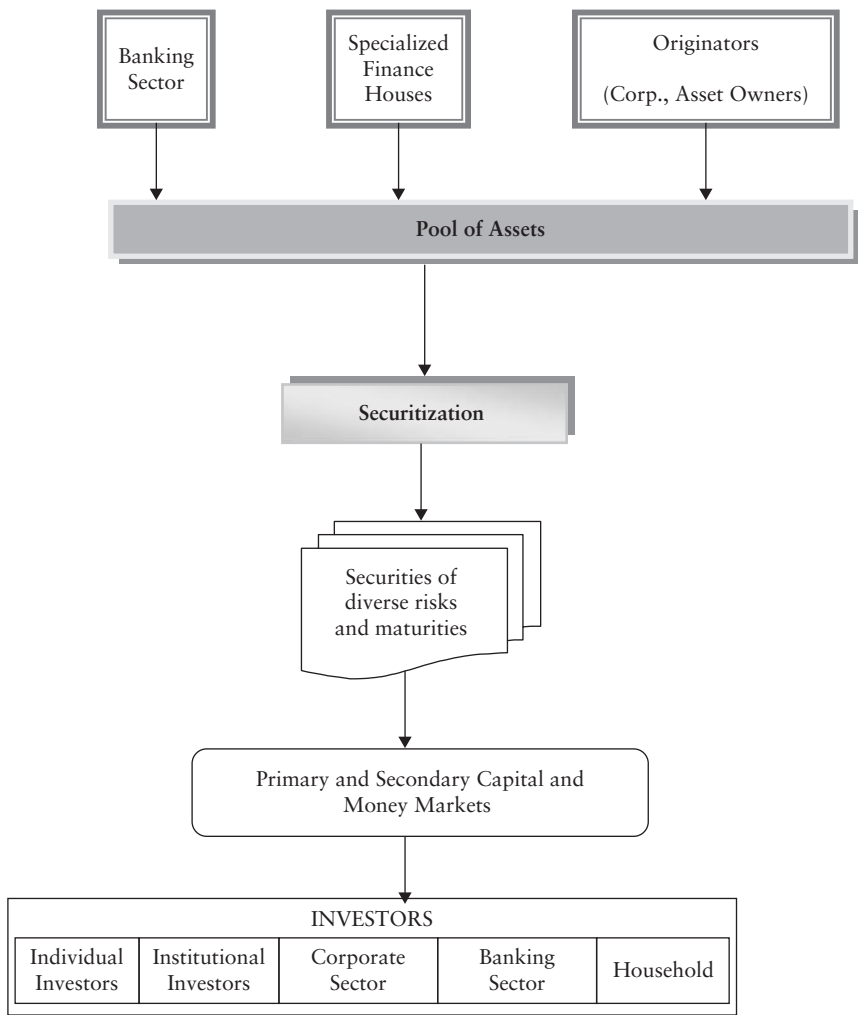 Banking
Sector
Specialized
Finance
Houses
Originators
(Corp., Asset Owners)
Pool of Assets
Securitization
Securities of
diverse risks
and maturities
Primary and Secondary Capital and
Money Markets
INVESTORS
Individual
Investors
Institutional
Investors
Corporate
Sector
Banking
Sector
Household